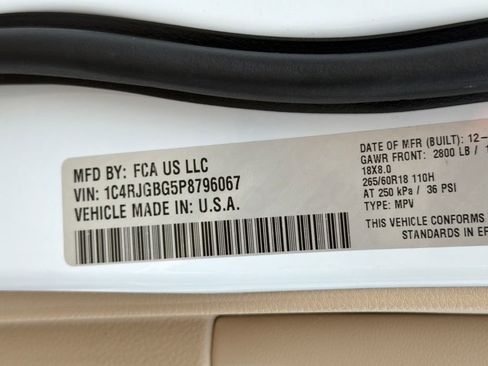 MFD BY: FCA US LLC
VIN: 1C4RJGBG5P8796067
VEHICLE MADE IN: U.S.A.
DATE OF MFR (BUILT): 12-
GAWR FRONT: 2800 LB /
18X8.0
265/60R18 110H
AT 250 kPa / 36 PSI
TYPE: MPV
THIS VEHICLE CONFORMS
STANDARDS IN EF